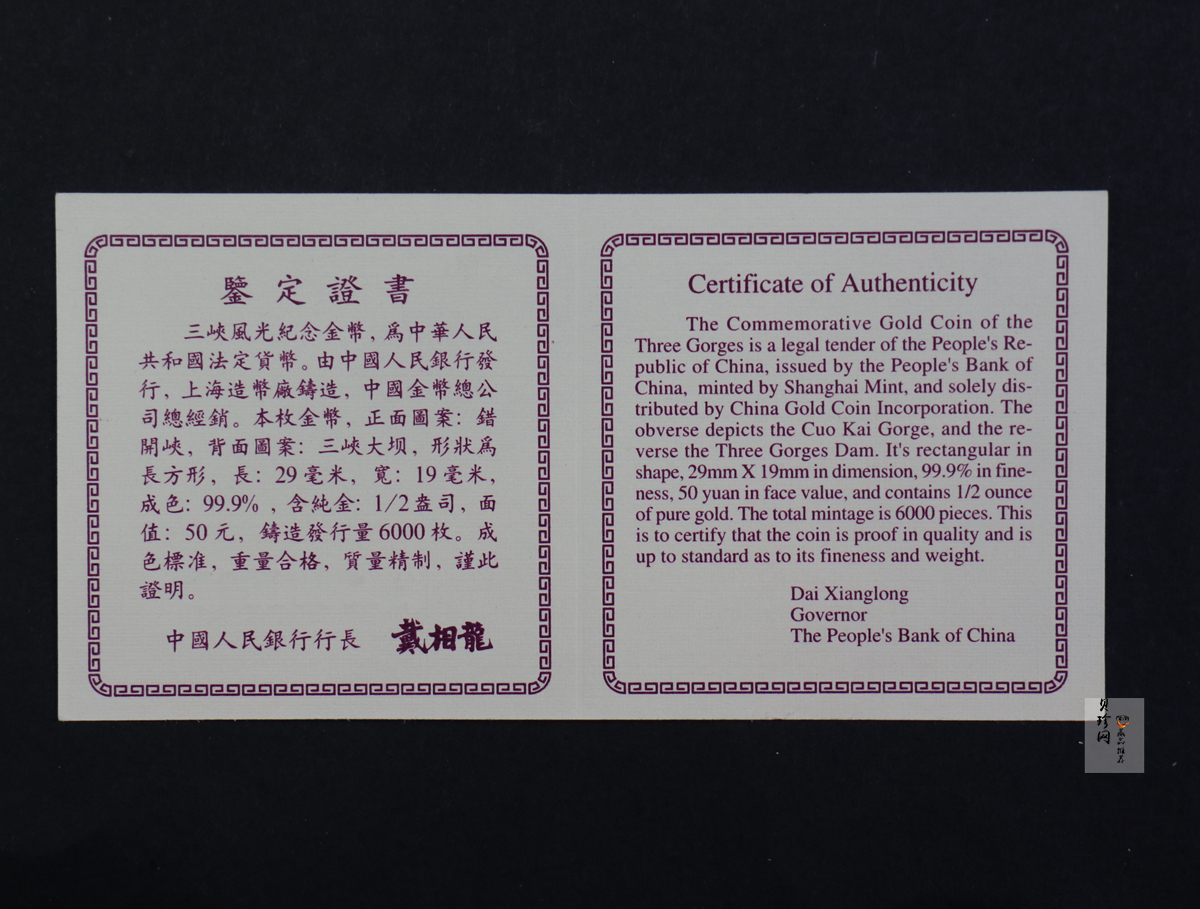 鑒定證書
三峽風光紀念金幣，爲中華人民
共和國法定貨幣。由中國人民銀行發
行，上海造幣廠鑄造，中國金幣總公
司總經銷。本枚金幣，正面圖案：錯
開峽，背面圖案：三峽大坝，形狀爲
長方形，長：29毫米，寬：19毫米，
成色：99.9%，含純金：1/2盎司，面
值：50元，鑄造發行量6000枚。成
色標准，重量合格，質量精制，謹此
證明。
中國人民銀行行長 戴相龍
Certificate of Authenticity
The Commemorative Gold Coin of the
Three Gorges is a legal tender of the People's Re-
public of China, issued by the People's Bank of
China, minted by Shanghai Mint, and solely dis-
tributed by China Gold Coin Incorporation. The
obverse depicts the Cuo Kai Gorge, and the re-
verse the Three Gorges Dam. It's rectangular in
shape, 29mm X 19mm in dimension, 99.9% in fine-
ness, 50 yuan in face value, and contains 1/2 ounce
of pure gold. The total mintage is 6000 pieces. This
is to certify that the coin is proof in quality and is
up to standard as to its fineness and weight.
Dai Xianglong
Governor
The People's Bank of China
贝珍网
藏品推荐